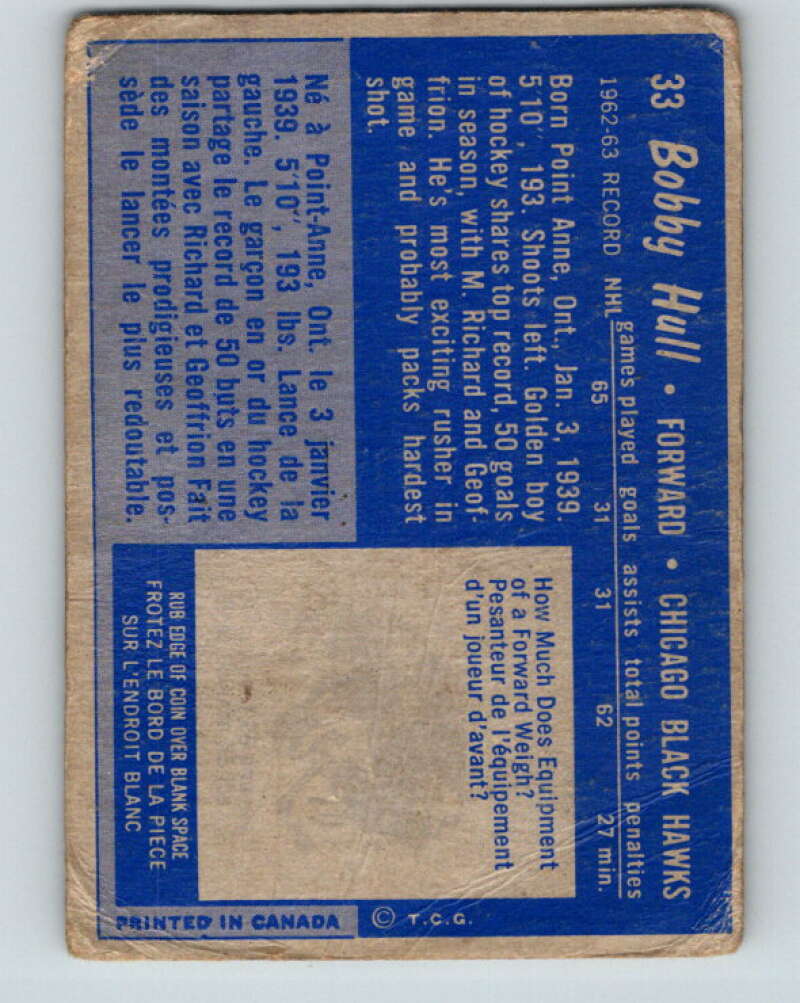 33 Bobby Hull • FORWARD • CHICAGO BLACK HAWKS
games played goals assists total points penalties
1962-63 RECORD NHL 65 31 31 62 27 min.
Born Point Anne, Ont., Jan. 3, 1939.
5'10", 193. Shoots left. Golden boy
of hockey shares top record, 50 goals
in season, with M. Richard and Geof-
frion. He's most exciting rusher in
game and probably packs hardest
shot.
Né à Point-Anne, Ont. le 3 janvier
1939. 5'10", 193 lbs. Lance de la
gauche. Le garçon en or du hockey
partage le record de 50 buts en une
saison avec Richard et Geoffrion Fait
des montées prodigieuses et pos-
sède le lancer le plus redoutable.
How Much Does Equipment
of a Forward Weigh?
Pesanteur de l'équipement
d'un joueur d'avant?
RUB EDGE OF COIN OVER BLANK SPACE
FROTEZ LE BORD DE LA PIECE
SUR L'ENDROIT BLANC
© T.C.G.
PRINTED IN CANADA